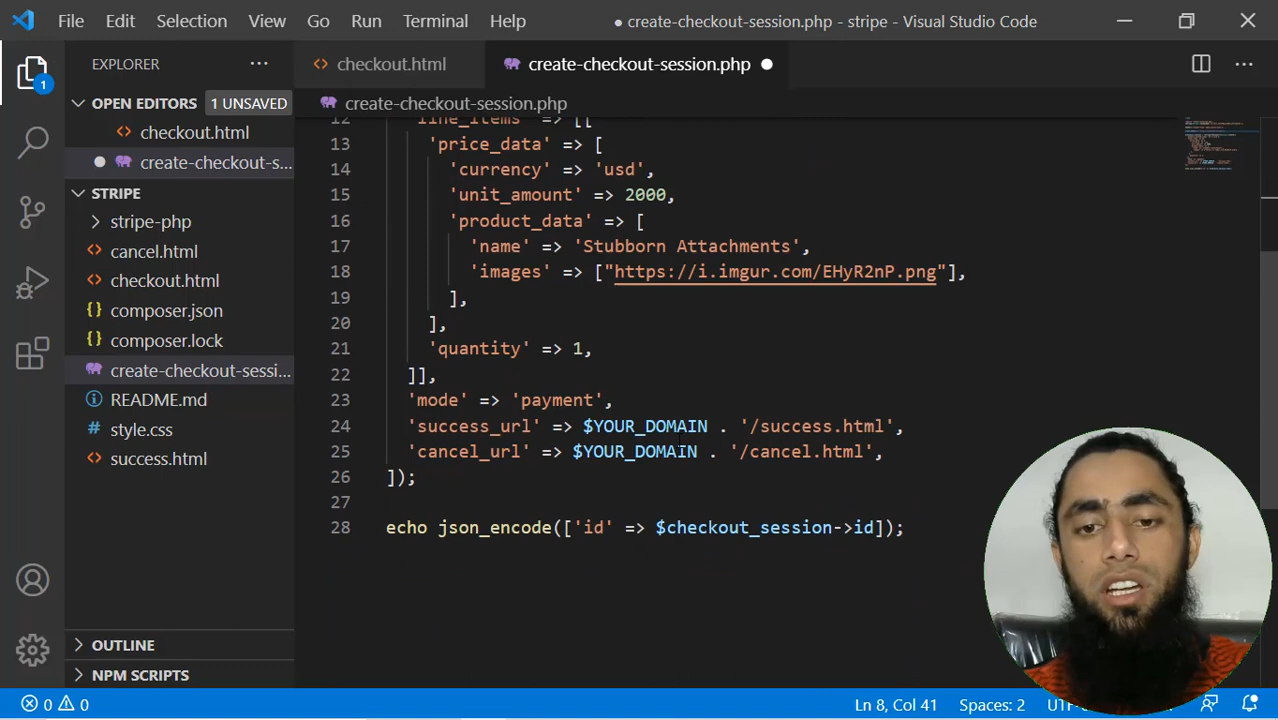 File Edit Selection View Go Run Terminal Help ● create-checkout_session.php - stripe - Visual Studio Code
EXPLORER ···
checkout.html
create-checkout-session.php ●
OPEN EDITORS 1 UNSAVED
create-checkout-session.php
checkout.html
● create-checkout-s...
STRIPE
stripe-php
cancel.html
checkout.html
composer.json
composer.lock
create-checkout-sessi...
README.md
style.css
success.html
OUTLINE
NPM SCRIPTS
1
12 'line_items' => [[
13 'price_data' => [
14 'currency' => 'usd',
15 'unit_amount' => 2000,
16 'product_data' => [
17 'name' => 'Stubborn Attachments',
18 'images' => ["https://i.imgur.com/EHyR2nP.png"],
19 ],
20 ],
21 'quantity' => 1,
22 ]],
23 'mode' => 'payment',
24 'success_url' => $YOUR_DOMAIN . '/success.html',
25 'cancel_url' => $YOUR_DOMAIN . '/cancel.html',
26 ]);
27
28 echo json_encode(['id' => $checkout_session->id]);
0 0 Ln 8, Col 41 Spaces: 2